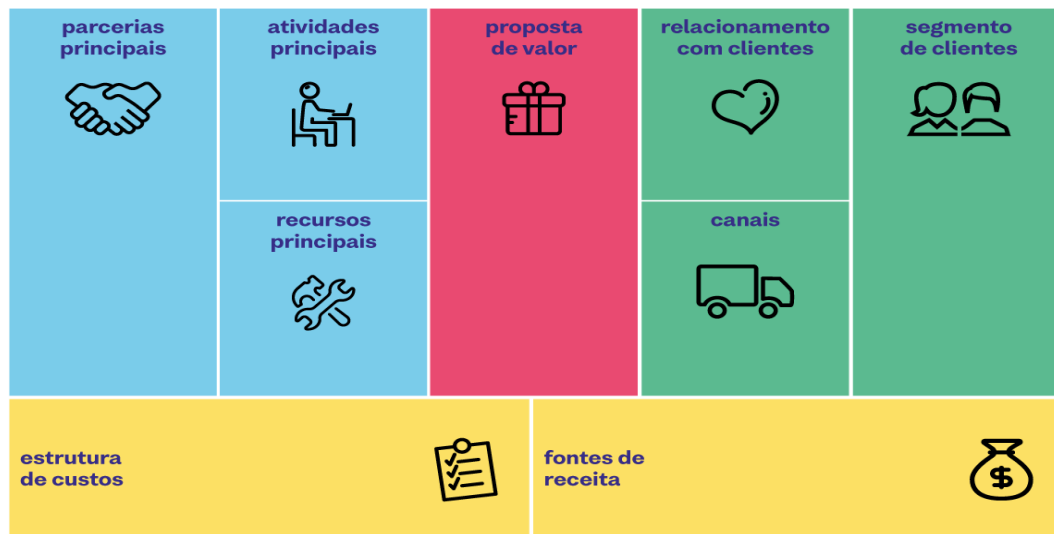 parcerias
principais
atividades
principais
proposta
de valor
relacionamento
com clientes
segmento
de clientes
recursos
principais
canais
estrutura
de custos
fontes de
receita
$